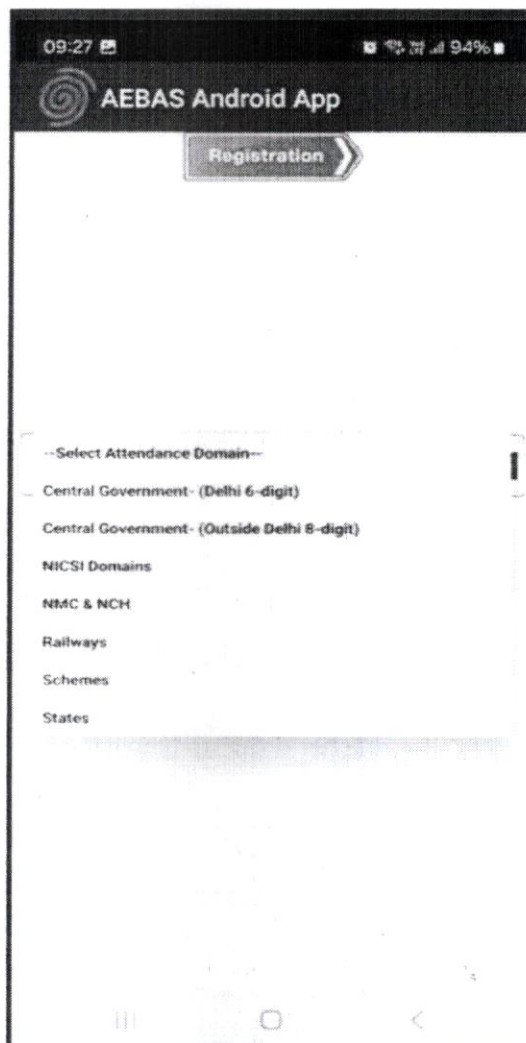 09:27
94%
AEBAS Android App
Registration
--Select Attendance Domain--
Central Government- (Delhi 6-digit)
Central Government- (Outside Delhi 8-digit)
NICSI Domains
NMC & NCH
Railways
Schemes
States